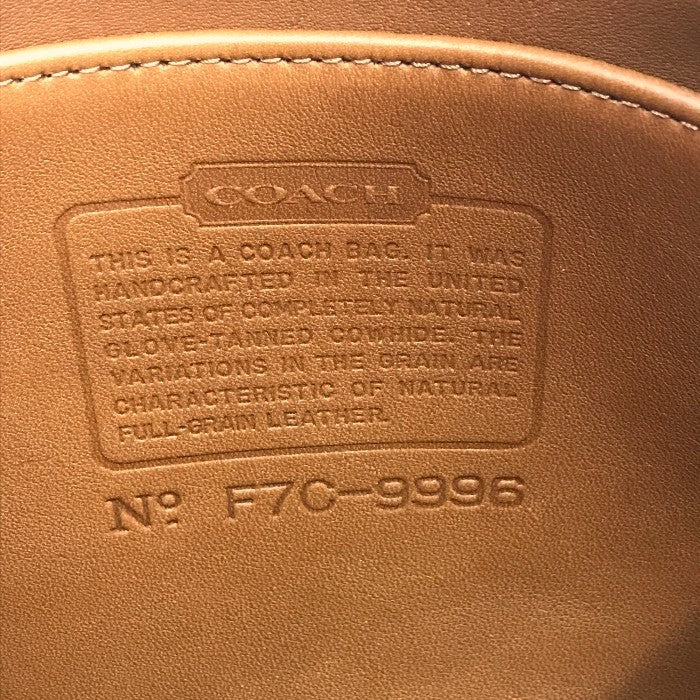 COACH
THIS IS A COACH BAG. IT WAS
HANDCRAFTED IN THE UNITED
STATES OF COMPLETELY NATURAL
GLOVE-TANNED COWHIDE. THE
VARIATIONS IN THE GRAIN ARE
CHARACTERISTIC OF NATURAL
FULL-GRAIN LEATHER.
Nº F7C-9996